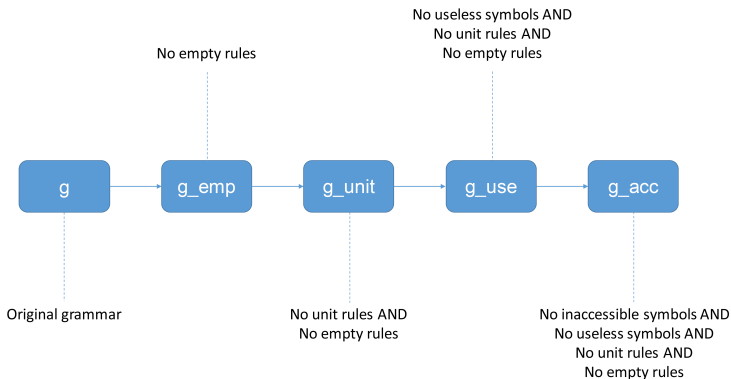 No useless symbols AND
No unit rules AND
No empty rules
No empty rules
g
g_emp
g_unit
g_use
g_acc
Original grammar
No unit rules AND
No empty rules
No inaccessible symbols AND
No useless symbols AND
No unit rules AND
No empty rules